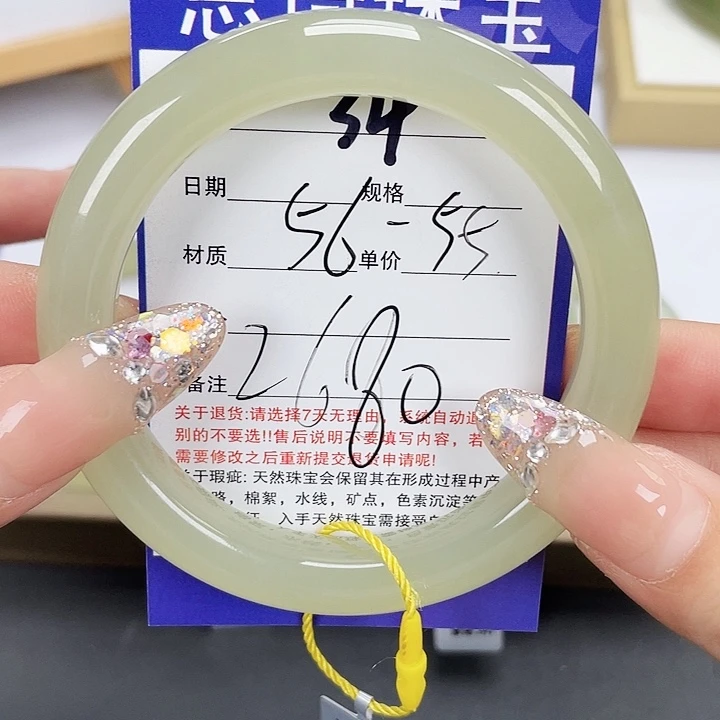 34
日期 规格
56-55
材质 单价
2680
备注
关于退货:请选择7天无理由, 系统自动退
别的不要选!!售后说明不要填写内容，若
需要修改之后重新提交退货申请呢!
关于瑕疵: 天然珠宝会保留其在形成过程中产
，棉絮，水线，矿点，色素沉淀等
入手天然珠宝需接受